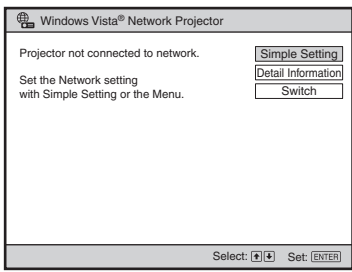 Windows Vista® Network Projector
Projector not connected to network.
Set the Network setting
with Simple Setting or the Menu.
Simple Setting
Detail Information
Switch
Select: ↑ ↓ Set: ENTER